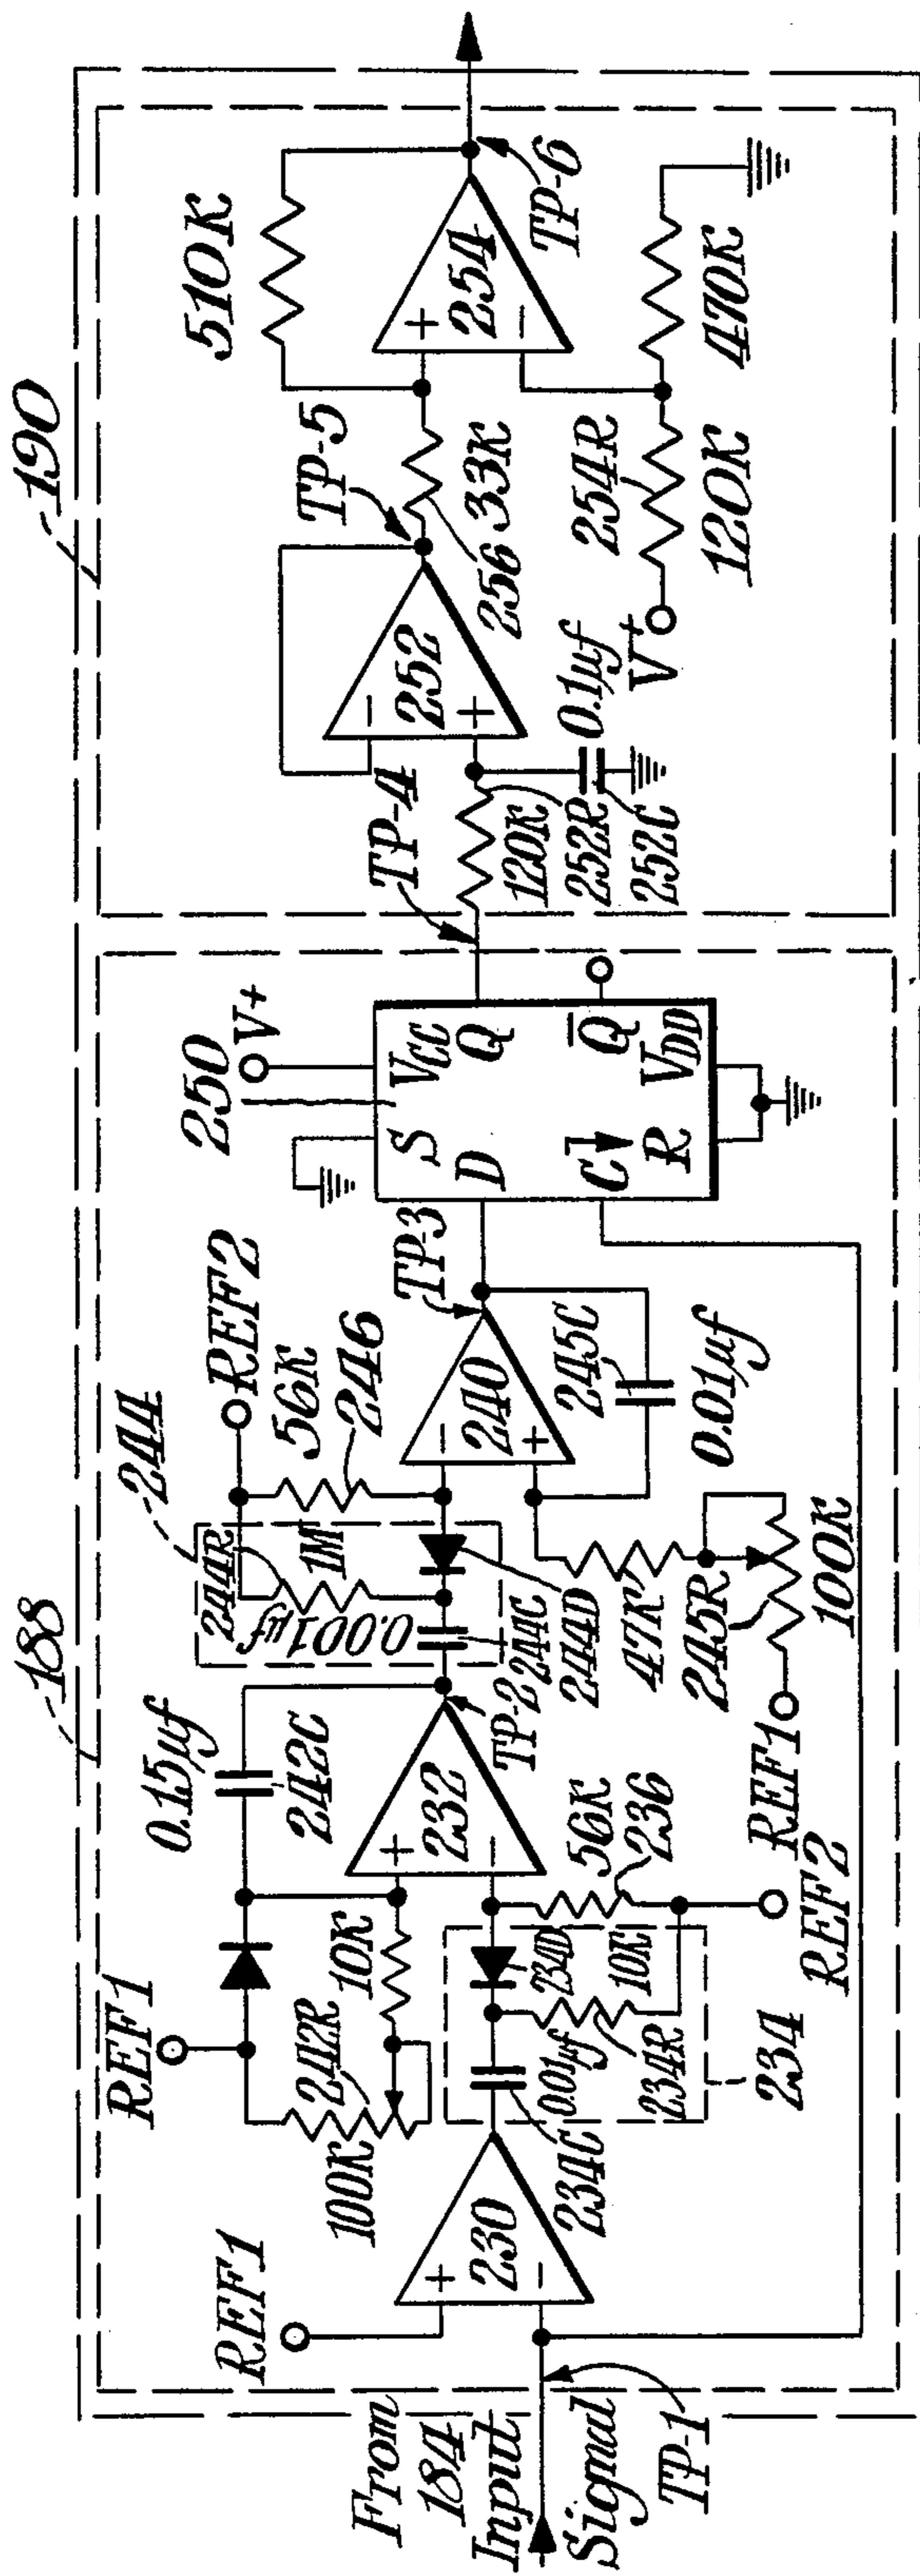 188
190
From
184
Input
Signal
TP-1
REF1
+
230
−
234C
0.01µf
234R
10K
234D
234
REF1
100K
242R
10K
0.15µf
242C
+
232
−
56K
236
REF2
TP-2
244
244R
1M
0.001µf
244C
244D
REF2
56K
246
−
240
+
TP-3
47K
245R
100K
REF1
245C
0.01µf
250
V+
S
VCC
D
Q
C
Q̄
R
VDD
TP-4
120K
252R
252C
0.1µf
−
252
+
TP-5
256
33K
510K
+
254
−
TP-6
V+
254R
120K
470K